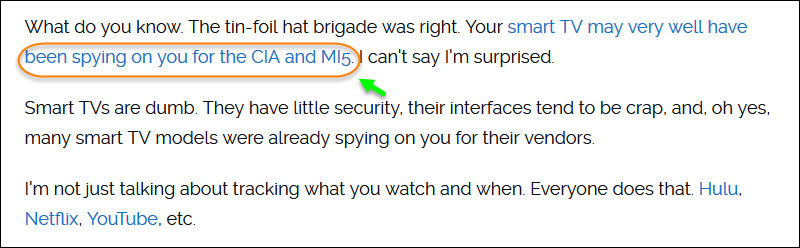 What do you know. The tin-foil hat brigade was right. Your smart TV may very well have
been spying on you for the CIA and MI5. I can't say I'm surprised.
Smart TVs are dumb. They have little security, their interfaces tend to be crap, and, oh yes,
many smart TV models were already spying on you for their vendors.
I'm not just talking about tracking what you watch and when. Everyone does that. Hulu,
Netflix, YouTube, etc.